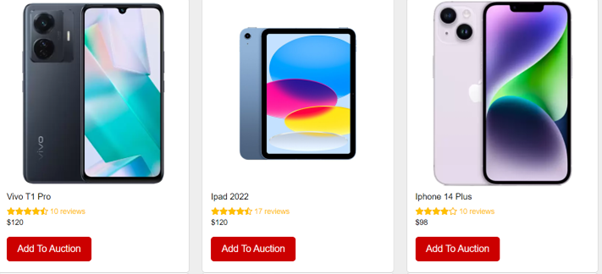 vivo
Vivo T1 Pro
10 reviews
$120
Add To Auction
Ipad 2022
17 reviews
$120
Add To Auction
Iphone 14 Plus
10 reviews
$98
Add To Auction